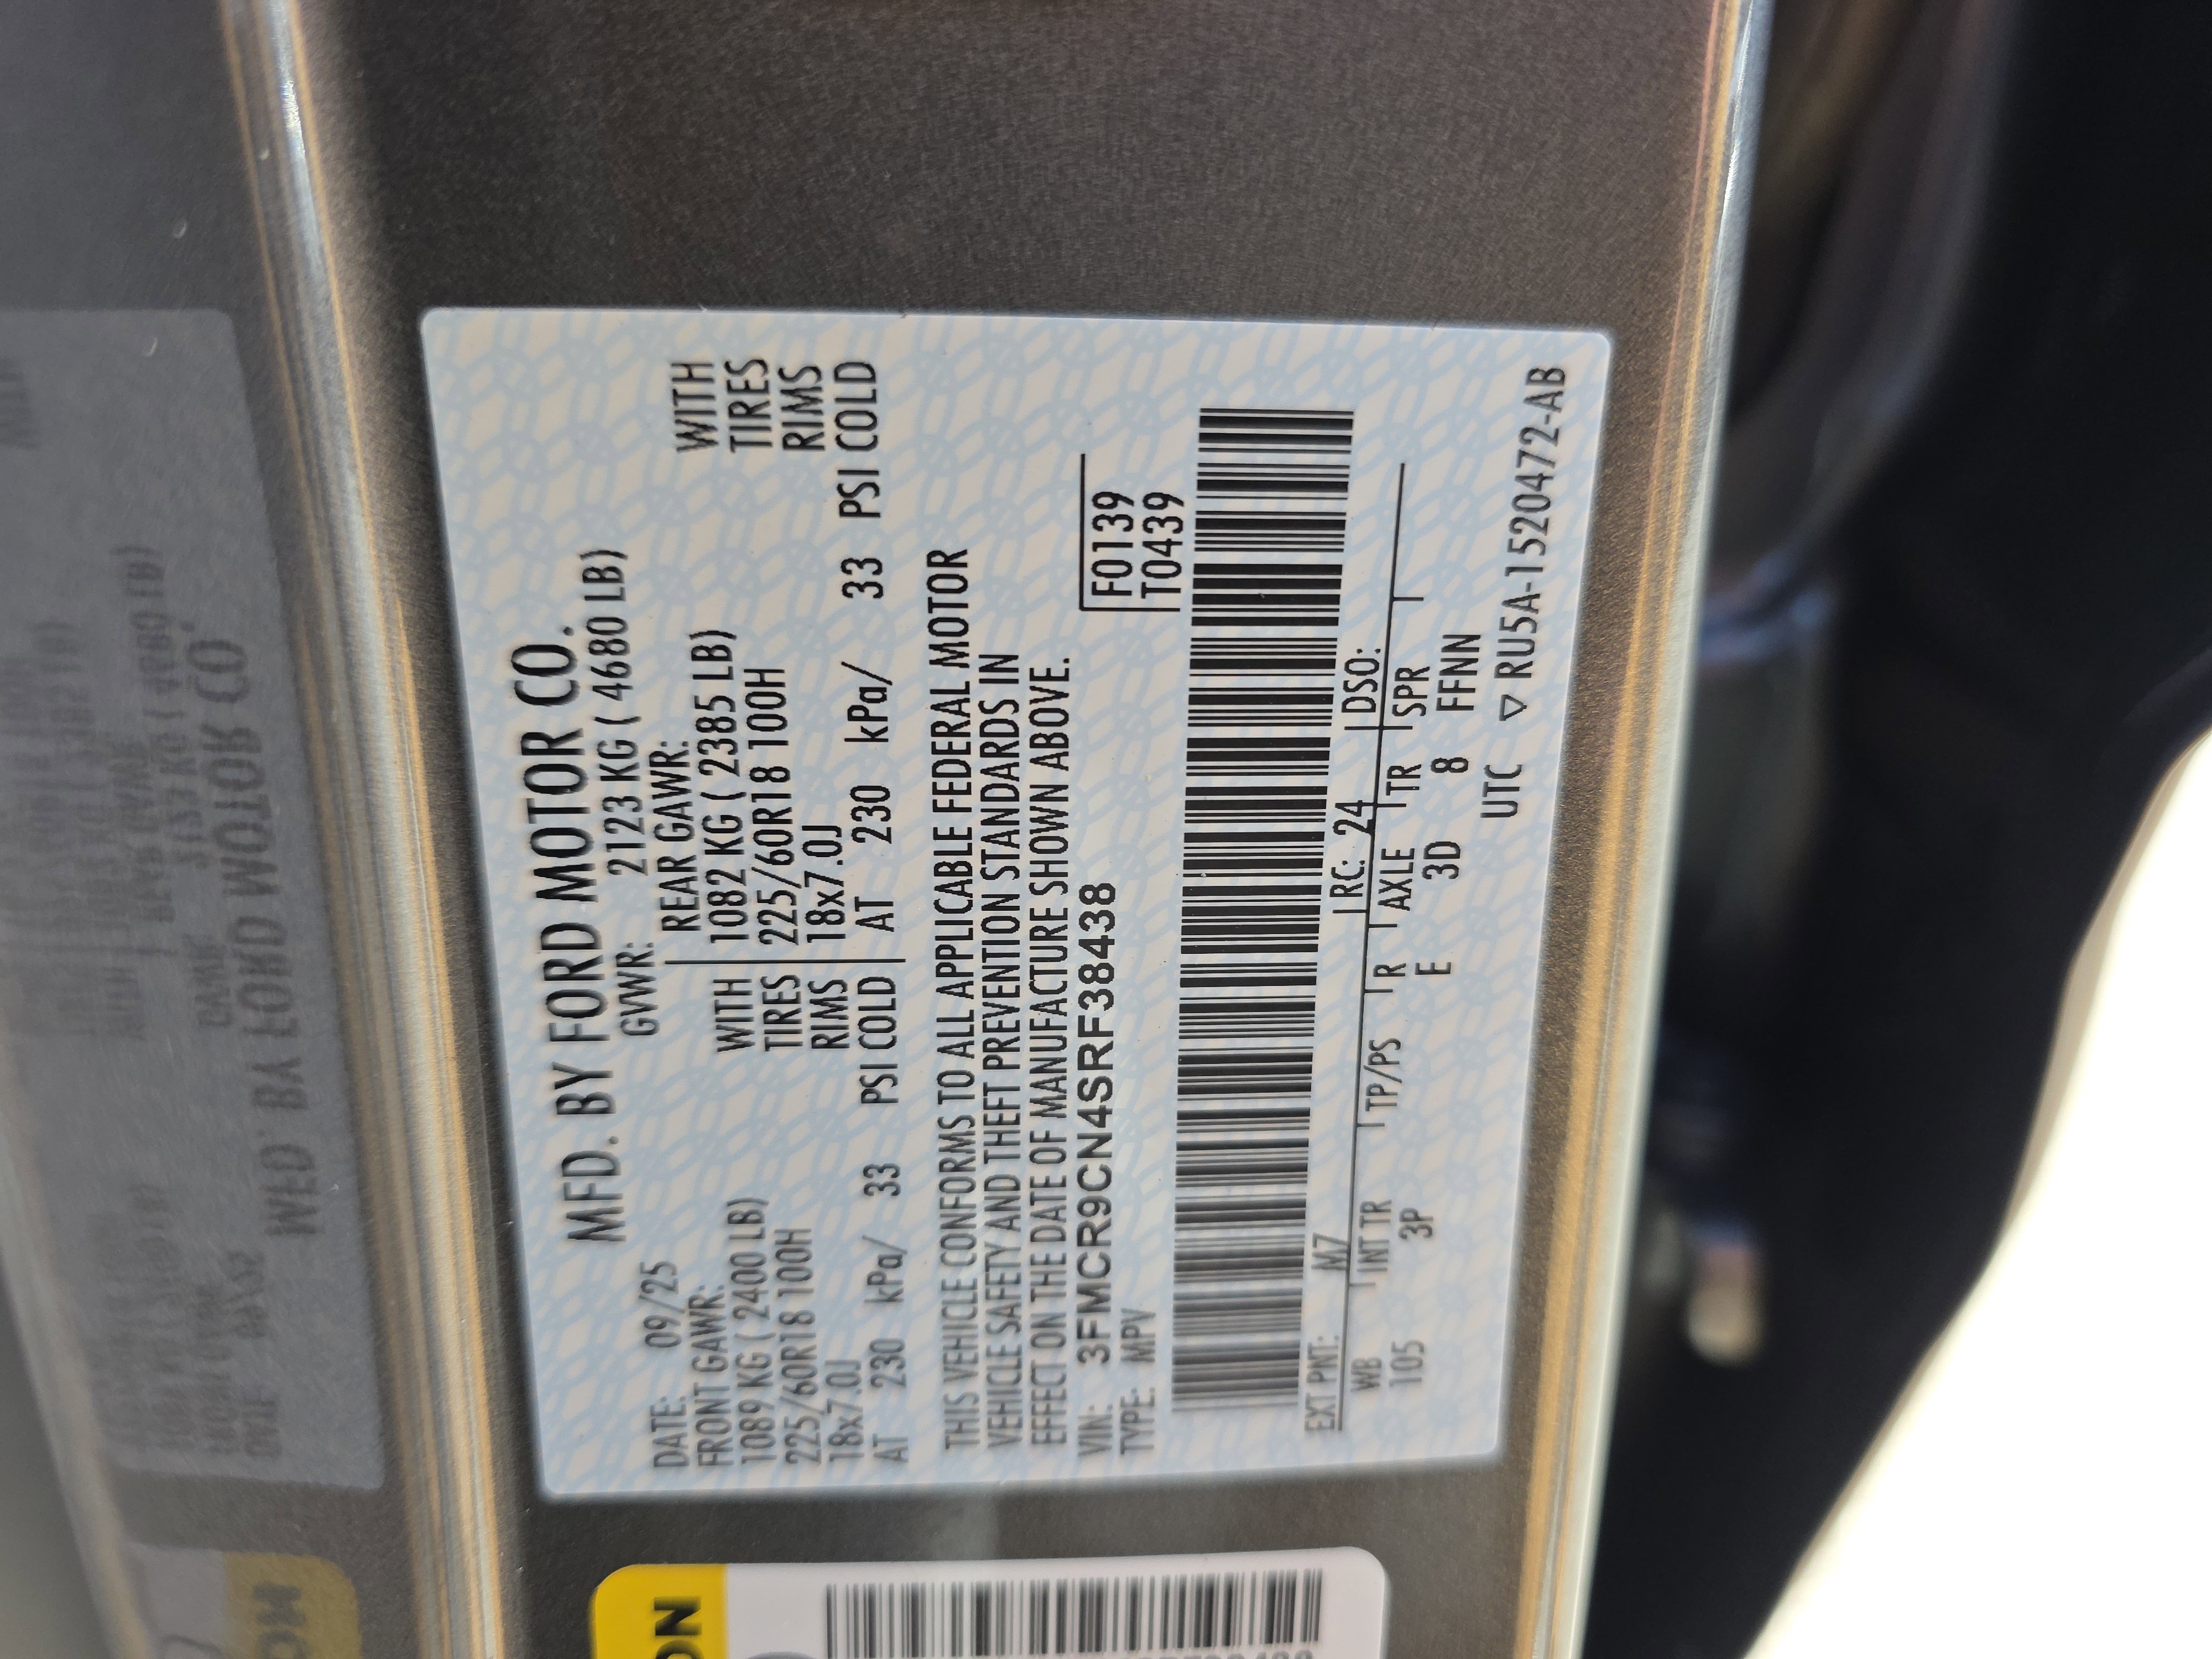 MFD. BY FORD MOTOR CO.
DATE: 09/25 GVWR: 2123 KG ( 4680 LB)
FRONT GAWR: REAR GAWR:
1089 KG ( 2400 LB) WITH 1082 KG ( 2385 LB) WITH
225/60R18 100H TIRES 225/60R18 100H TIRES
18x7.0J RIMS 18x7.0J RIMS
AT 230 kPa/ 33 PSI COLD AT 230 kPa/ 33 PSI COLD
THIS VEHICLE CONFORMS TO ALL APPLICABLE FEDERAL MOTOR
VEHICLE SAFETY AND THEFT PREVENTION STANDARDS IN
EFFECT ON THE DATE OF MANUFACTURE SHOWN ABOVE.
VIN: 3FMCR9CN4SRF38438 F0139
TYPE: MPV T0439
EXT PNT: M7 RC: 24 DSO:
WB INT TR TP/PS R AXLE TR SPR
105 3P E 3D 8 FFNN
UTC ▽ RU5A-1520472-AB